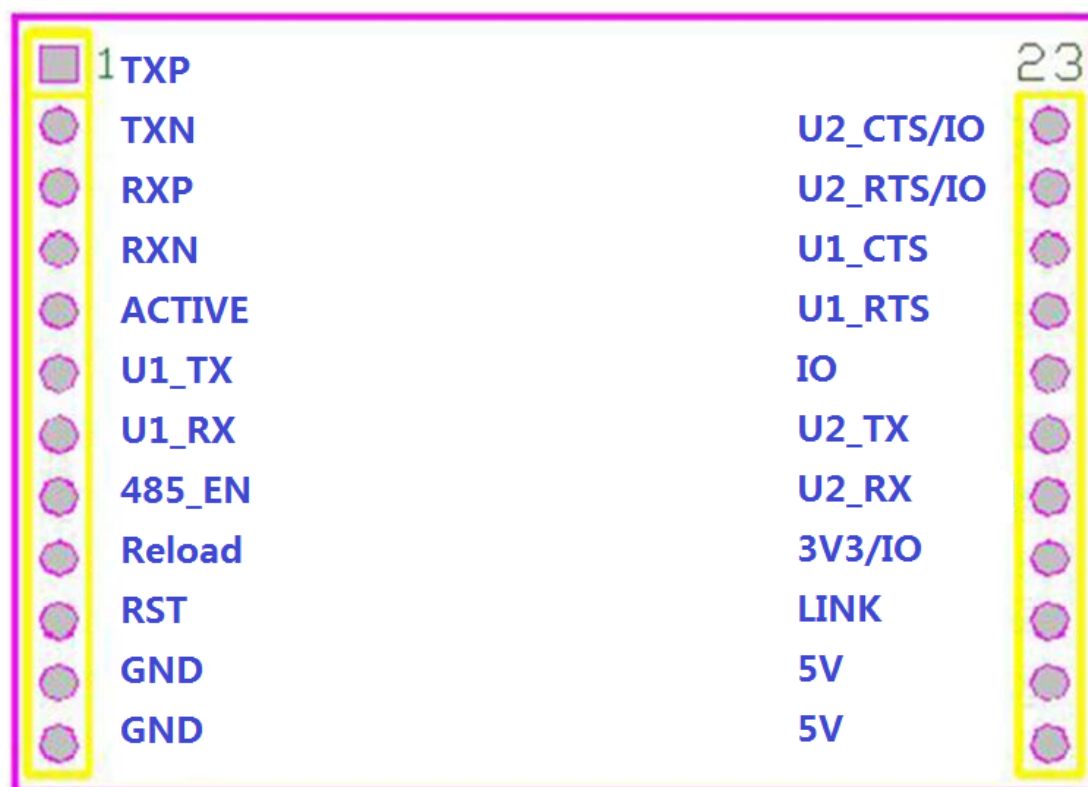 1 TXP
23
TXN
U2_CTS/IO
RXP
U2_RTS/IO
RXN
U1_CTS
ACTIVE
U1_RTS
U1_TX
IO
U1_RX
U2_TX
485_EN
U2_RX
Reload
3V3/IO
RST
LINK
GND
5V
GND
5V